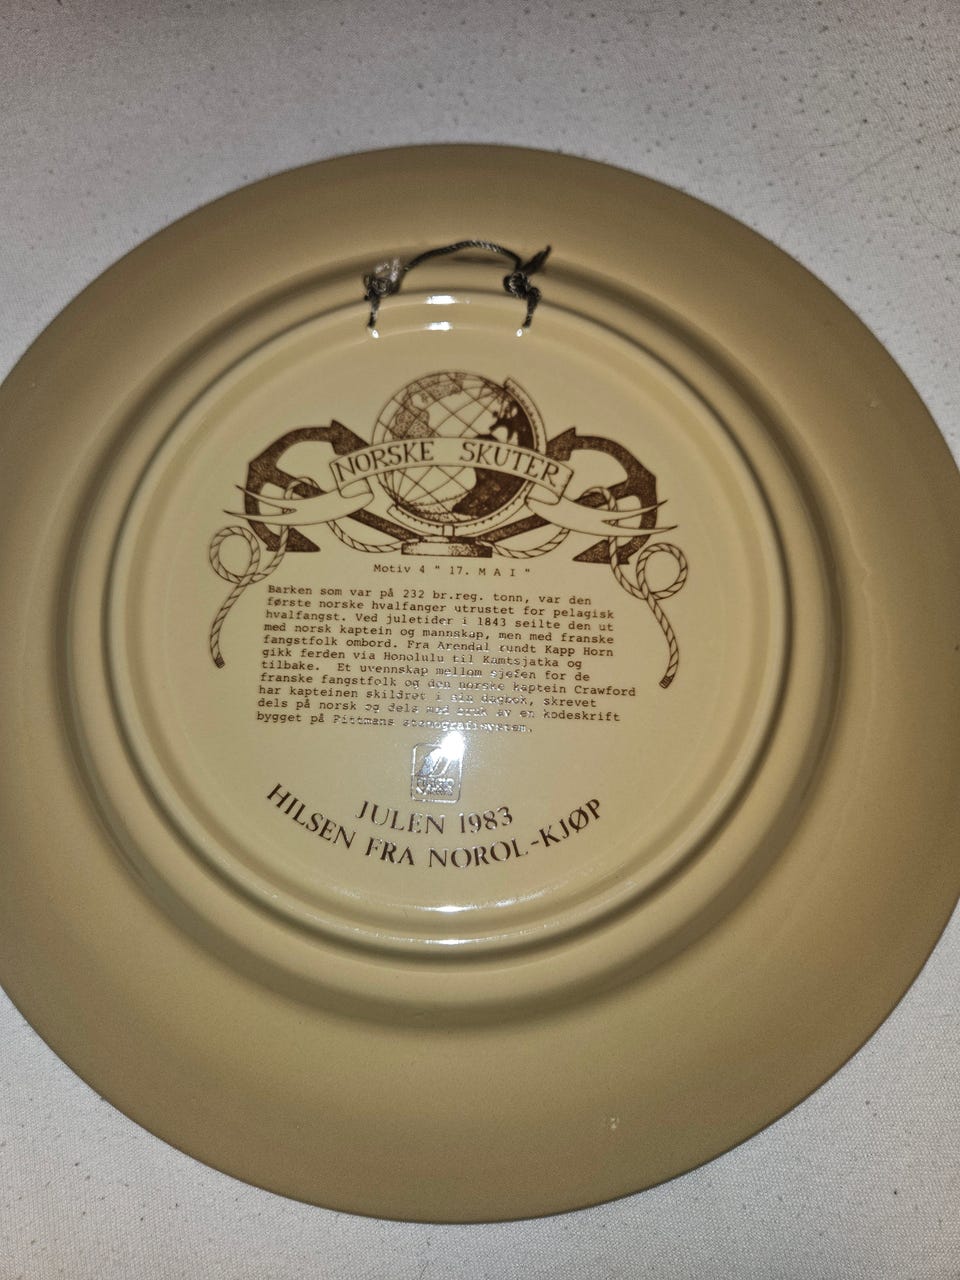 NORSKE SKUTER
Motiv 4 " 17. M A I "
Barken som var på 232 br.reg. tonn, var den
første norske hvalfanger utrustet for pelagisk
hvalfangst. Ved juletider i 1843 seilte den ut
med norsk kaptein og mannskap, men med franske
fangstfolk ombord. Fra Arendal rundt Kapp Horn
gikk ferden via Honolulu til Kamtsjatka og
tilbake. Et uvennskap mellom sjefen for de
franske fangstfolk og den norske kaptein Crawford
har kapteinen skildret i sin dagbok, skrevet
dels på norsk og dels med bruk av en kodeskrift
bygget på Pittmans stenografisystem.
JULEN 1983
HILSEN FRA NOROL-KJØP